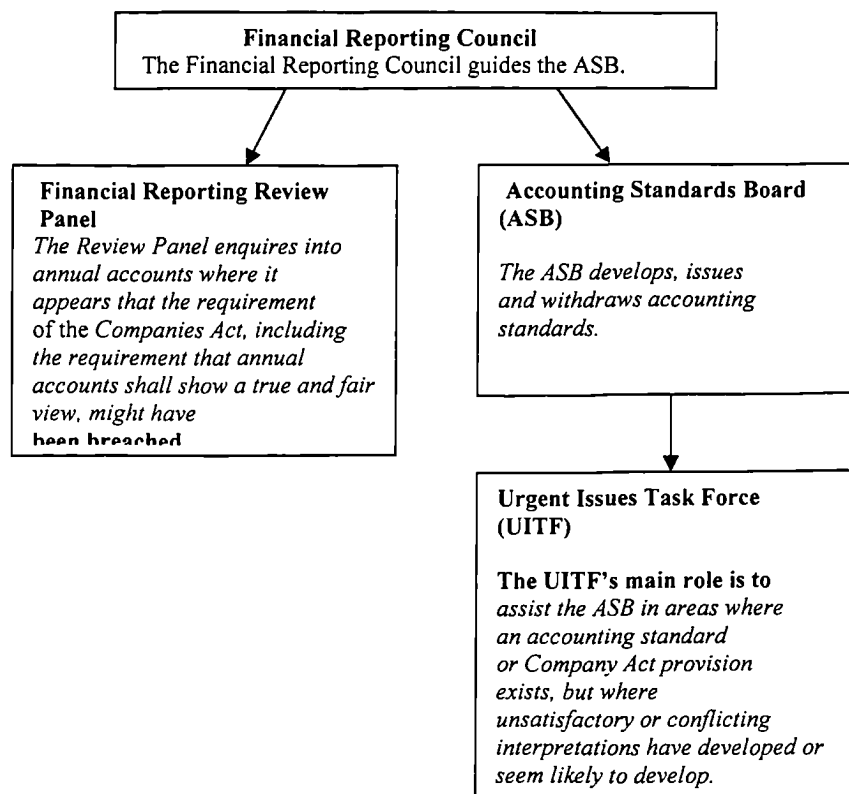 Financial Reporting Council
The Financial Reporting Council guides the ASB.
Financial Reporting Review
Panel
The Review Panel enquires into
annual accounts where it
appears that the requirement
of the Companies Act, including
the requirement that annual
accounts shall show a true and fair
view, might have
been breached
Accounting Standards Board
(ASB)
The ASB develops, issues
and withdraws accounting
standards.
Urgent Issues Task Force
(UITF)
The UITF's main role is to
assist the ASB in areas where
an accounting standard
or Company Act provision
exists, but where
unsatisfactory or conflicting
interpretations have developed or
seem likely to develop.